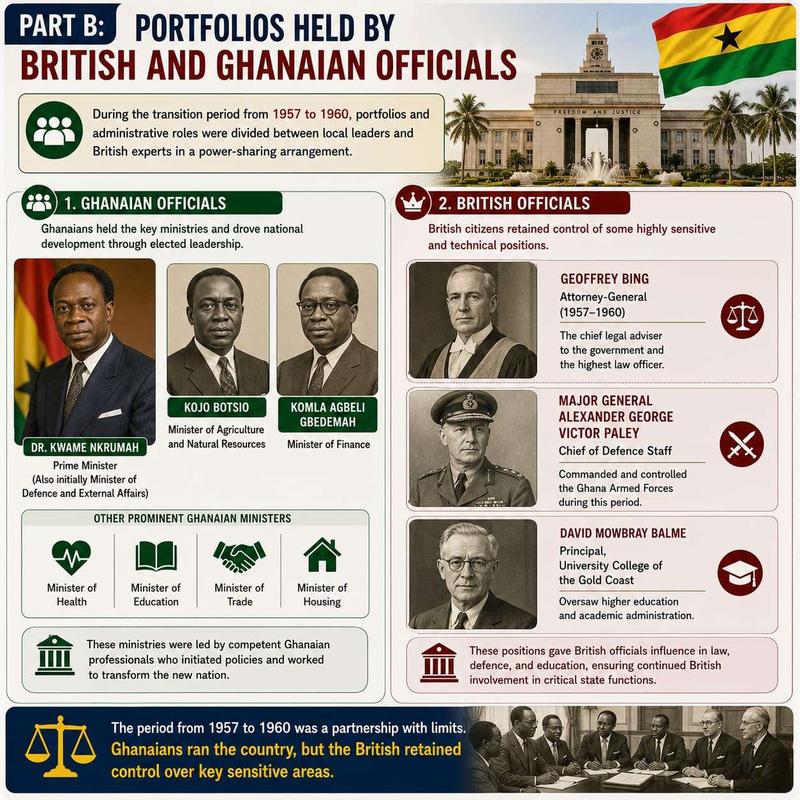 PART B: PORTFOLIOS HELD BY
BRITISH AND GHANAIAN OFFICIALS
During the transition period from 1957 to 1960, portfolios and
administrative roles were divided between local leaders and
British experts in a power-sharing arrangement.
FREEDOM AND JUSTICE
1. GHANAIAN OFFICIALS
Ghanaians held the key ministries and drove national
development through elected leadership.
DR. KWAME NKRUMAH
Prime Minister
(Also initially Minister of
Defence and External Affairs)
KOJO BOTSIO
Minister of Agriculture
and Natural Resources
KOMLA AGBELI
GBEDEMAH
Minister of Finance
OTHER PROMINENT GHANAIAN MINISTERS
Minister of
Health
Minister of
Education
Minister of
Trade
Minister of
Housing
These ministries were led by competent Ghanaian
professionals who initiated policies and worked
to transform the new nation.
2. BRITISH OFFICIALS
British citizens retained control of some highly sensitive
and technical positions.
GEOFFREY BING
Attorney-General
(1957–1960)
The chief legal adviser
to the government and
the highest law officer.
MAJOR GENERAL
ALEXANDER GEORGE
VICTOR PALEY
Chief of Defence Staff
Commanded and controlled
the Ghana Armed Forces
during this period.
DAVID MOWBRAY BALME
Principal,
University College of
the Gold Coast
Oversaw higher education
and academic administration.
These positions gave British officials influence in law,
defence, and education, ensuring continued British
involvement in critical state functions.
The period from 1957 to 1960 was a partnership with limits.
Ghanaians ran the country, but the British retained
control over key sensitive areas.